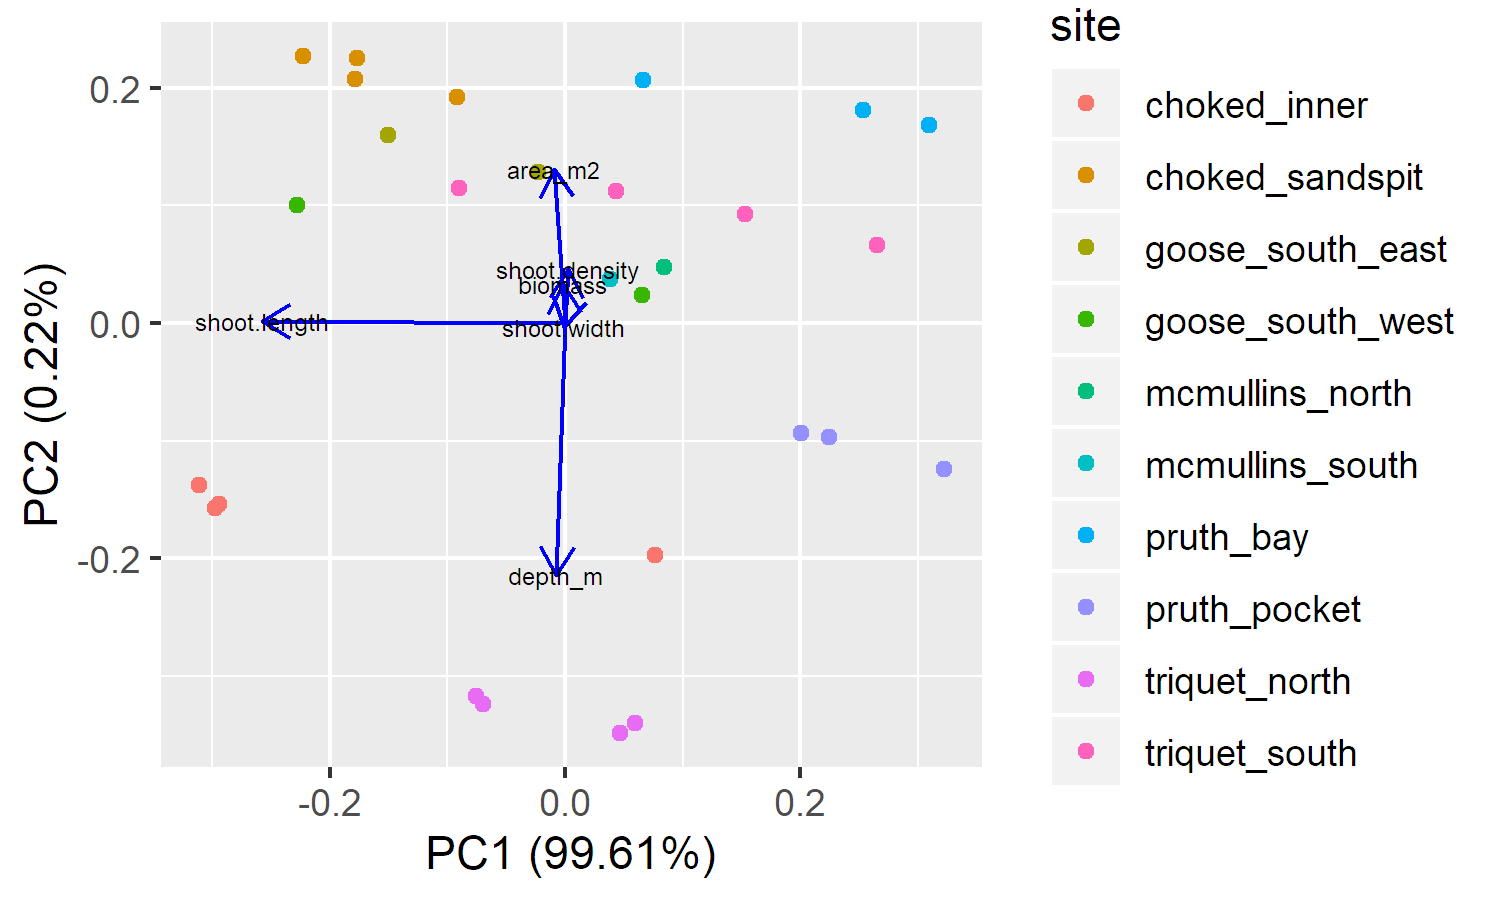 site
choked_inner
choked_sandspit
goose_south_east
goose_south_west
mcmullins_north
mcmullins_south
pruth_bay
pruth_pocket
triquet_north
triquet_south
PC2 (0.22%)
0.2
0.0
-0.2
area_m2
shoot.density
biomass
shoot.length
shoot.width
depth_m
-0.2
0.0
0.2
PC1 (99.61%)